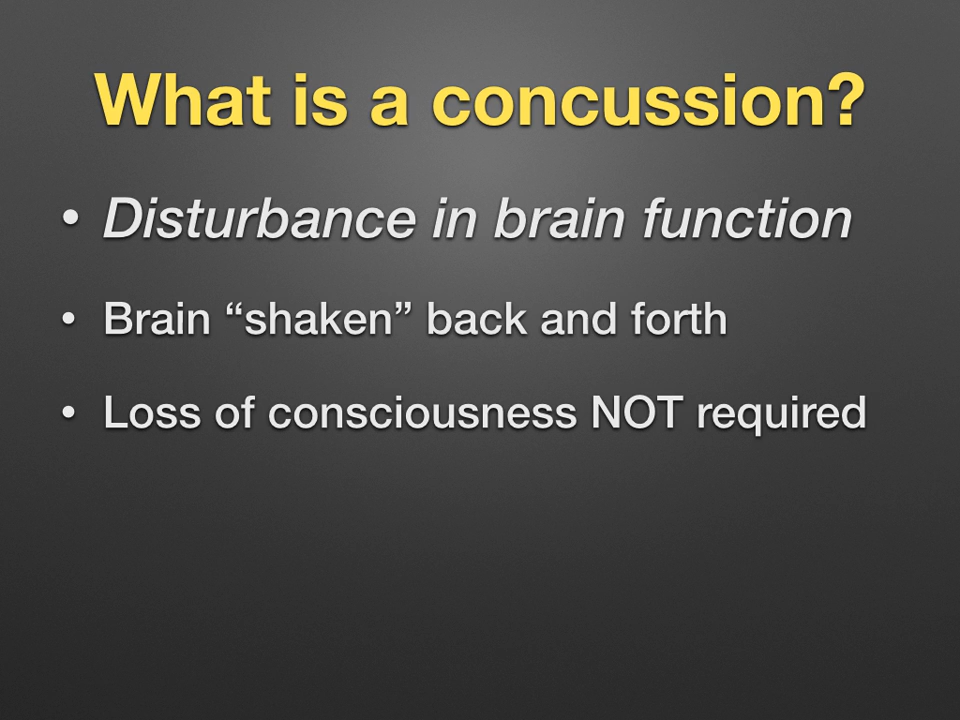 What is a concussion?
• Disturbance in brain function
• Brain “shaken” back and forth
• Loss of consciousness NOT required